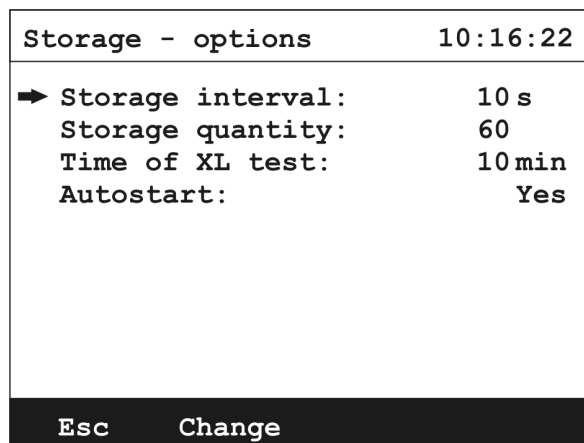 Storage - options 10:16:22
Storage interval: 10 s
Storage quantity: 60
Time of XL test: 10 min
Autostart: Yes
Esc Change